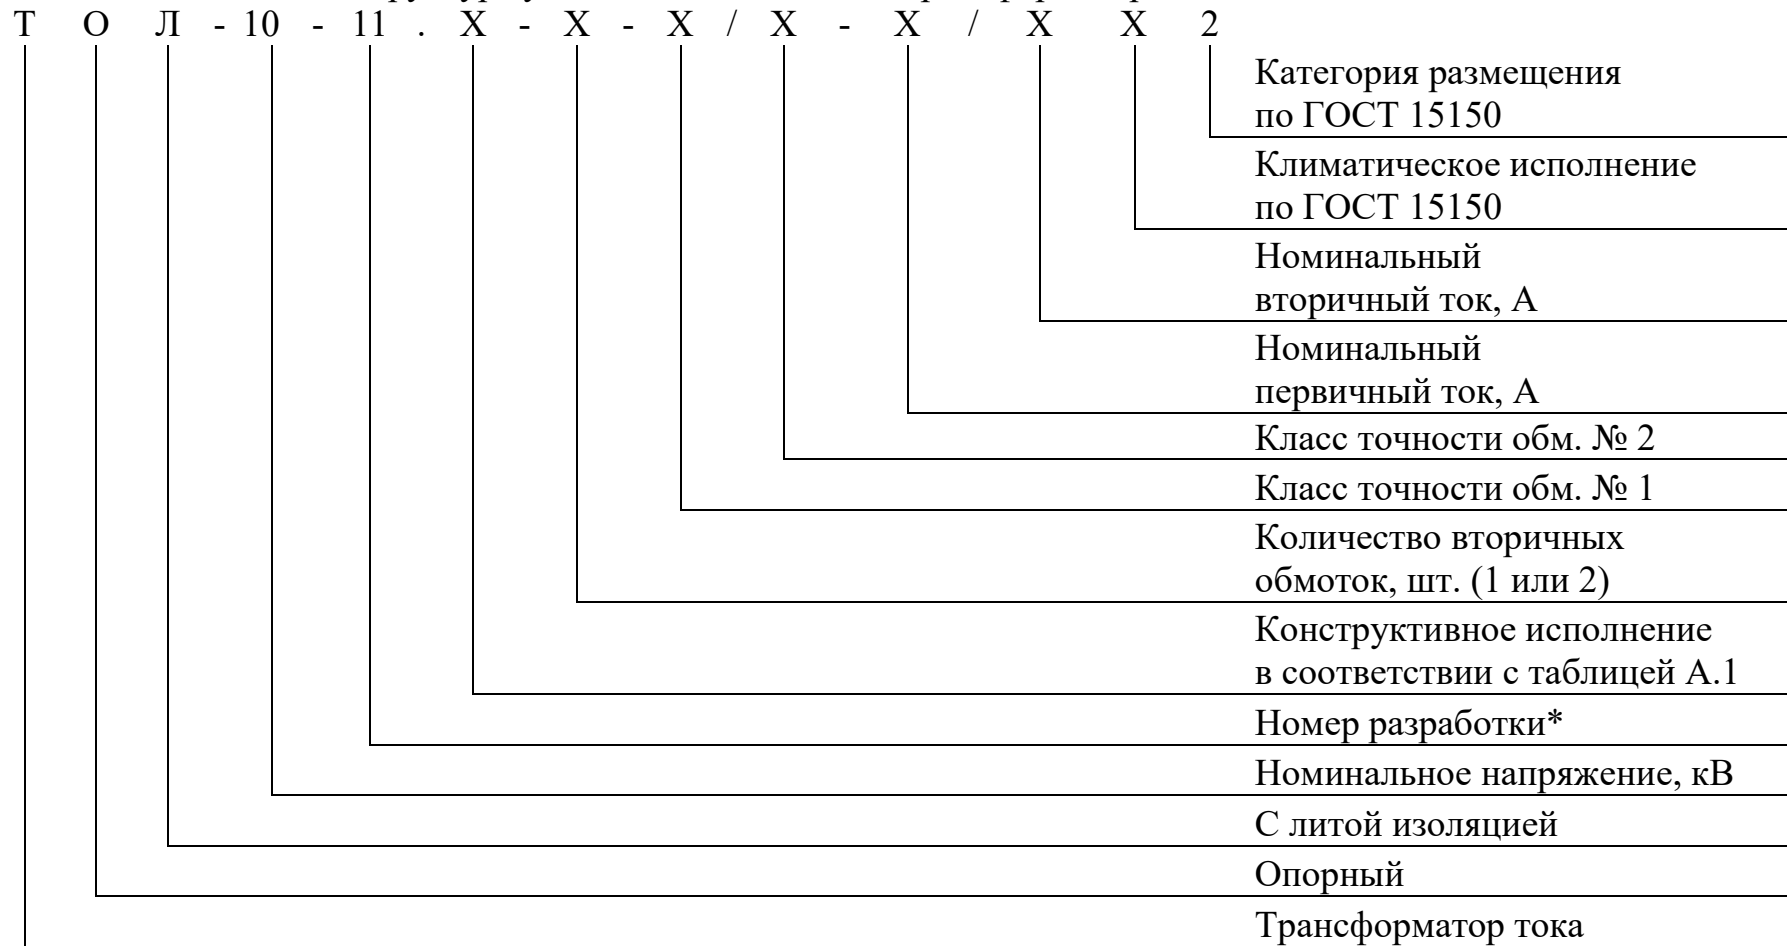 Т О Л - 10 - 11 . Х - Х - Х / Х - Х / Х Х 2
Категория размещения
по ГОСТ 15150
Климатическое исполнение
по ГОСТ 15150
Номинальный
вторичный ток, А
Номинальный
первичный ток, А
Класс точности обм. № 2
Класс точности обм. № 1
Количество вторичных
обмоток, шт. (1 или 2)
Конструктивное исполнение
в соответствии с таблицей А.1
Номер разработки*
Номинальное напряжение, кВ
С литой изоляцией
Опорный
Трансформатор тока